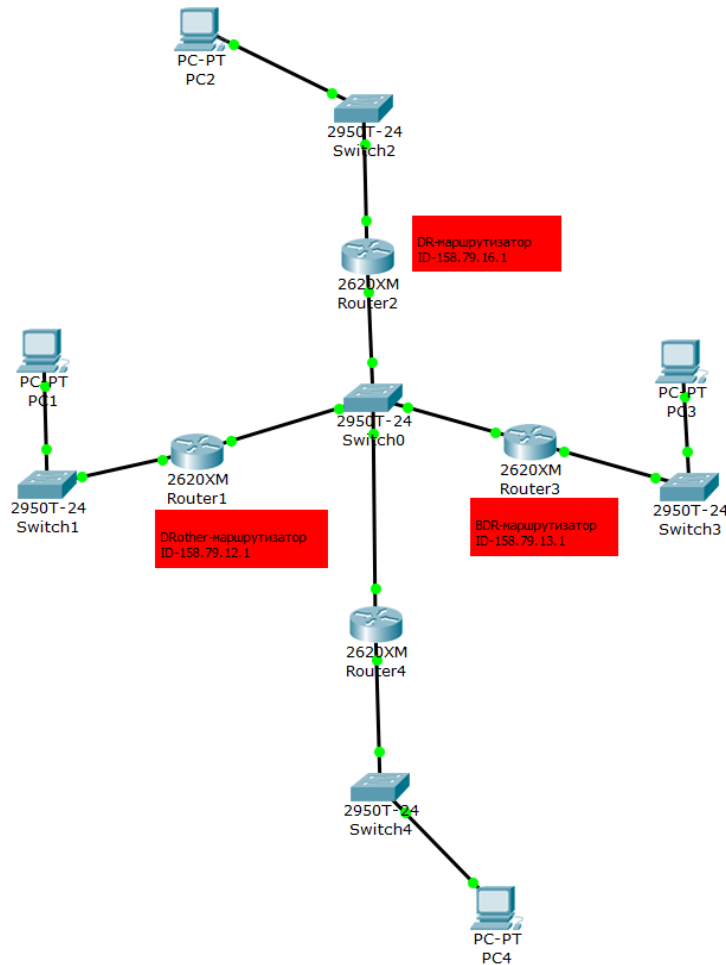 PC-PT
PC2
2950T-24
Switch2
DR-маршрутизатор
ID-158.79.16.1
2620XM
Router2
PC-PT
PC1
2950T-24
Switch0
PC-PT
PC3
2620XM
Router1
2620XM
Router3
2950T-24
Switch1
2950T-24
Switch3
DRother-маршрутизатор
ID-158.79.12.1
BDR-маршрутизатор
ID-158.79.13.1
2620XM
Router4
2950T-24
Switch4
PC-PT
PC4